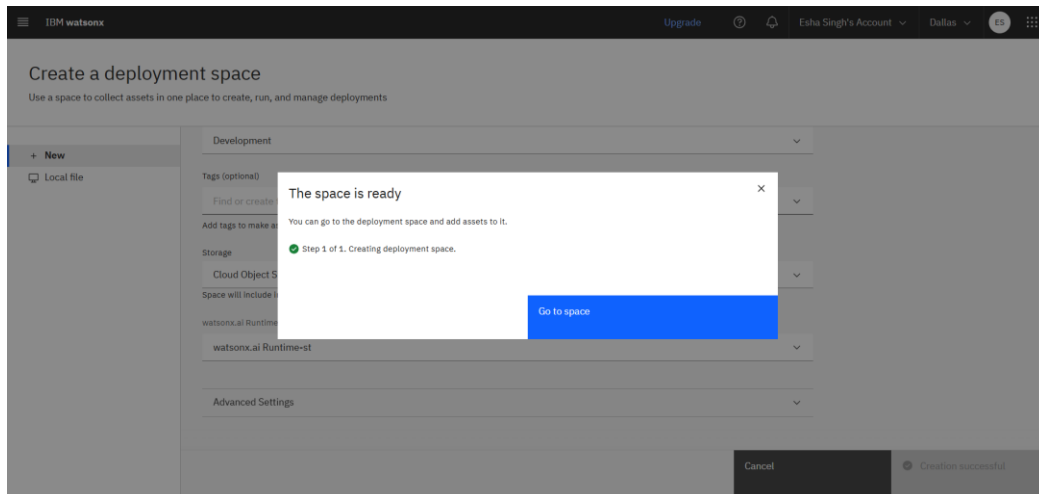 IBM watsonx
Upgrade
Esha Singh's Account
Dallas
ES
Create a deployment space
Use a space to collect assets in one place to create, run, and manage deployments
+ New
Local file
Development
Tags (optional)
Find or create
Add tags to make
Storage
Cloud Object S
Space will include
watsonx.ai Runtime
watsonx.ai Runtime-st
Advanced Settings
The space is ready
You can go to the deployment space and add assets to it.
Step 1 of 1. Creating deployment space.
Go to space
Cancel
Creation successful